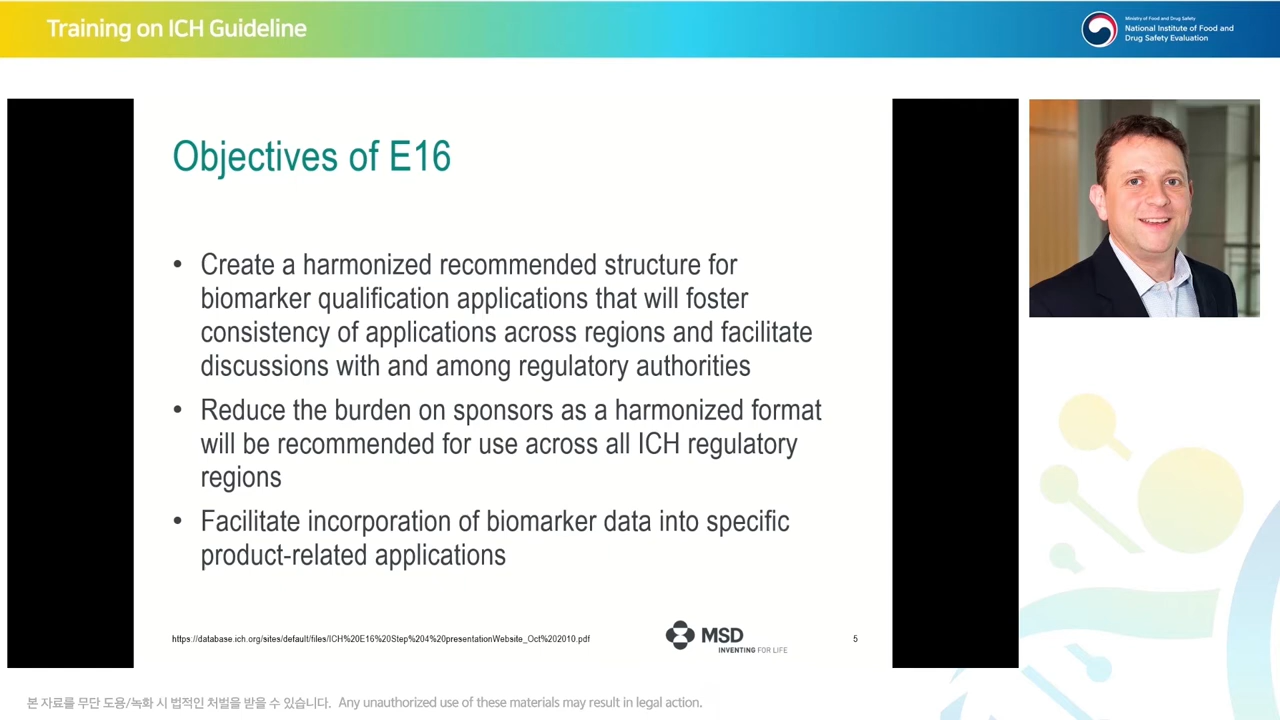 Training on ICH Guideline
Ministry of Food and Drug Safety
National Institute of Food and
Drug Safety Evaluation
Objectives of E16
• Create a harmonized recommended structure for
biomarker qualification applications that will foster
consistency of applications across regions and facilitate
discussions with and among regulatory authorities
• Reduce the burden on sponsors as a harmonized format
will be recommended for use across all ICH regulatory
regions
• Facilitate incorporation of biomarker data into specific
product-related applications
https://database.ich.org/sites/default/files/ICH%20E16%20Step%204%20presentationWebsite_Oct%202010.pdf
MSD
INVENTING FOR LIFE
5
본 자료를 무단 도용/녹화 시 법적인 처벌을 받을 수 있습니다. Any unauthorized use of these materials may result in legal action.